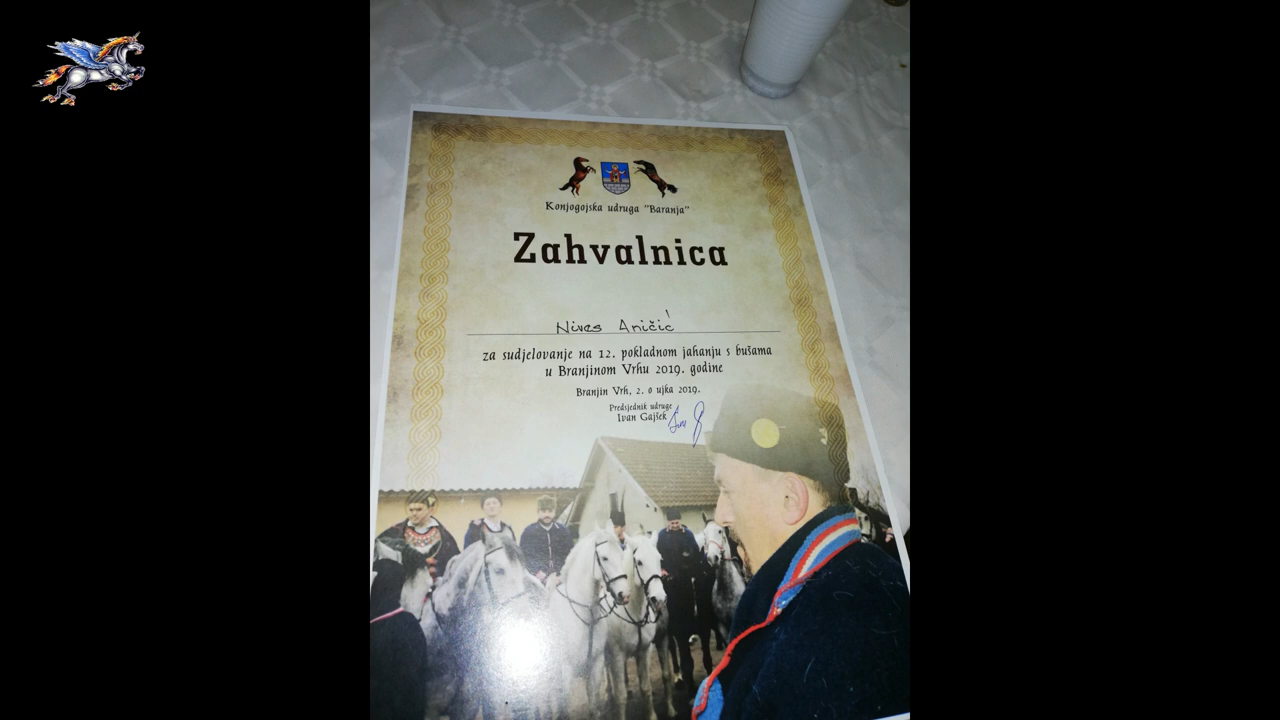 Konjogojska udruga "Baranja"
Zahvalnica
Nives Aničić
za sudjelovanje na 12. pokladnom jahanju s bušama
u Branjinom Vrhu 2019. godine
Branjin Vrh, 2. o ujka 2019.
Predsjednik udruge
Ivan Gajšek